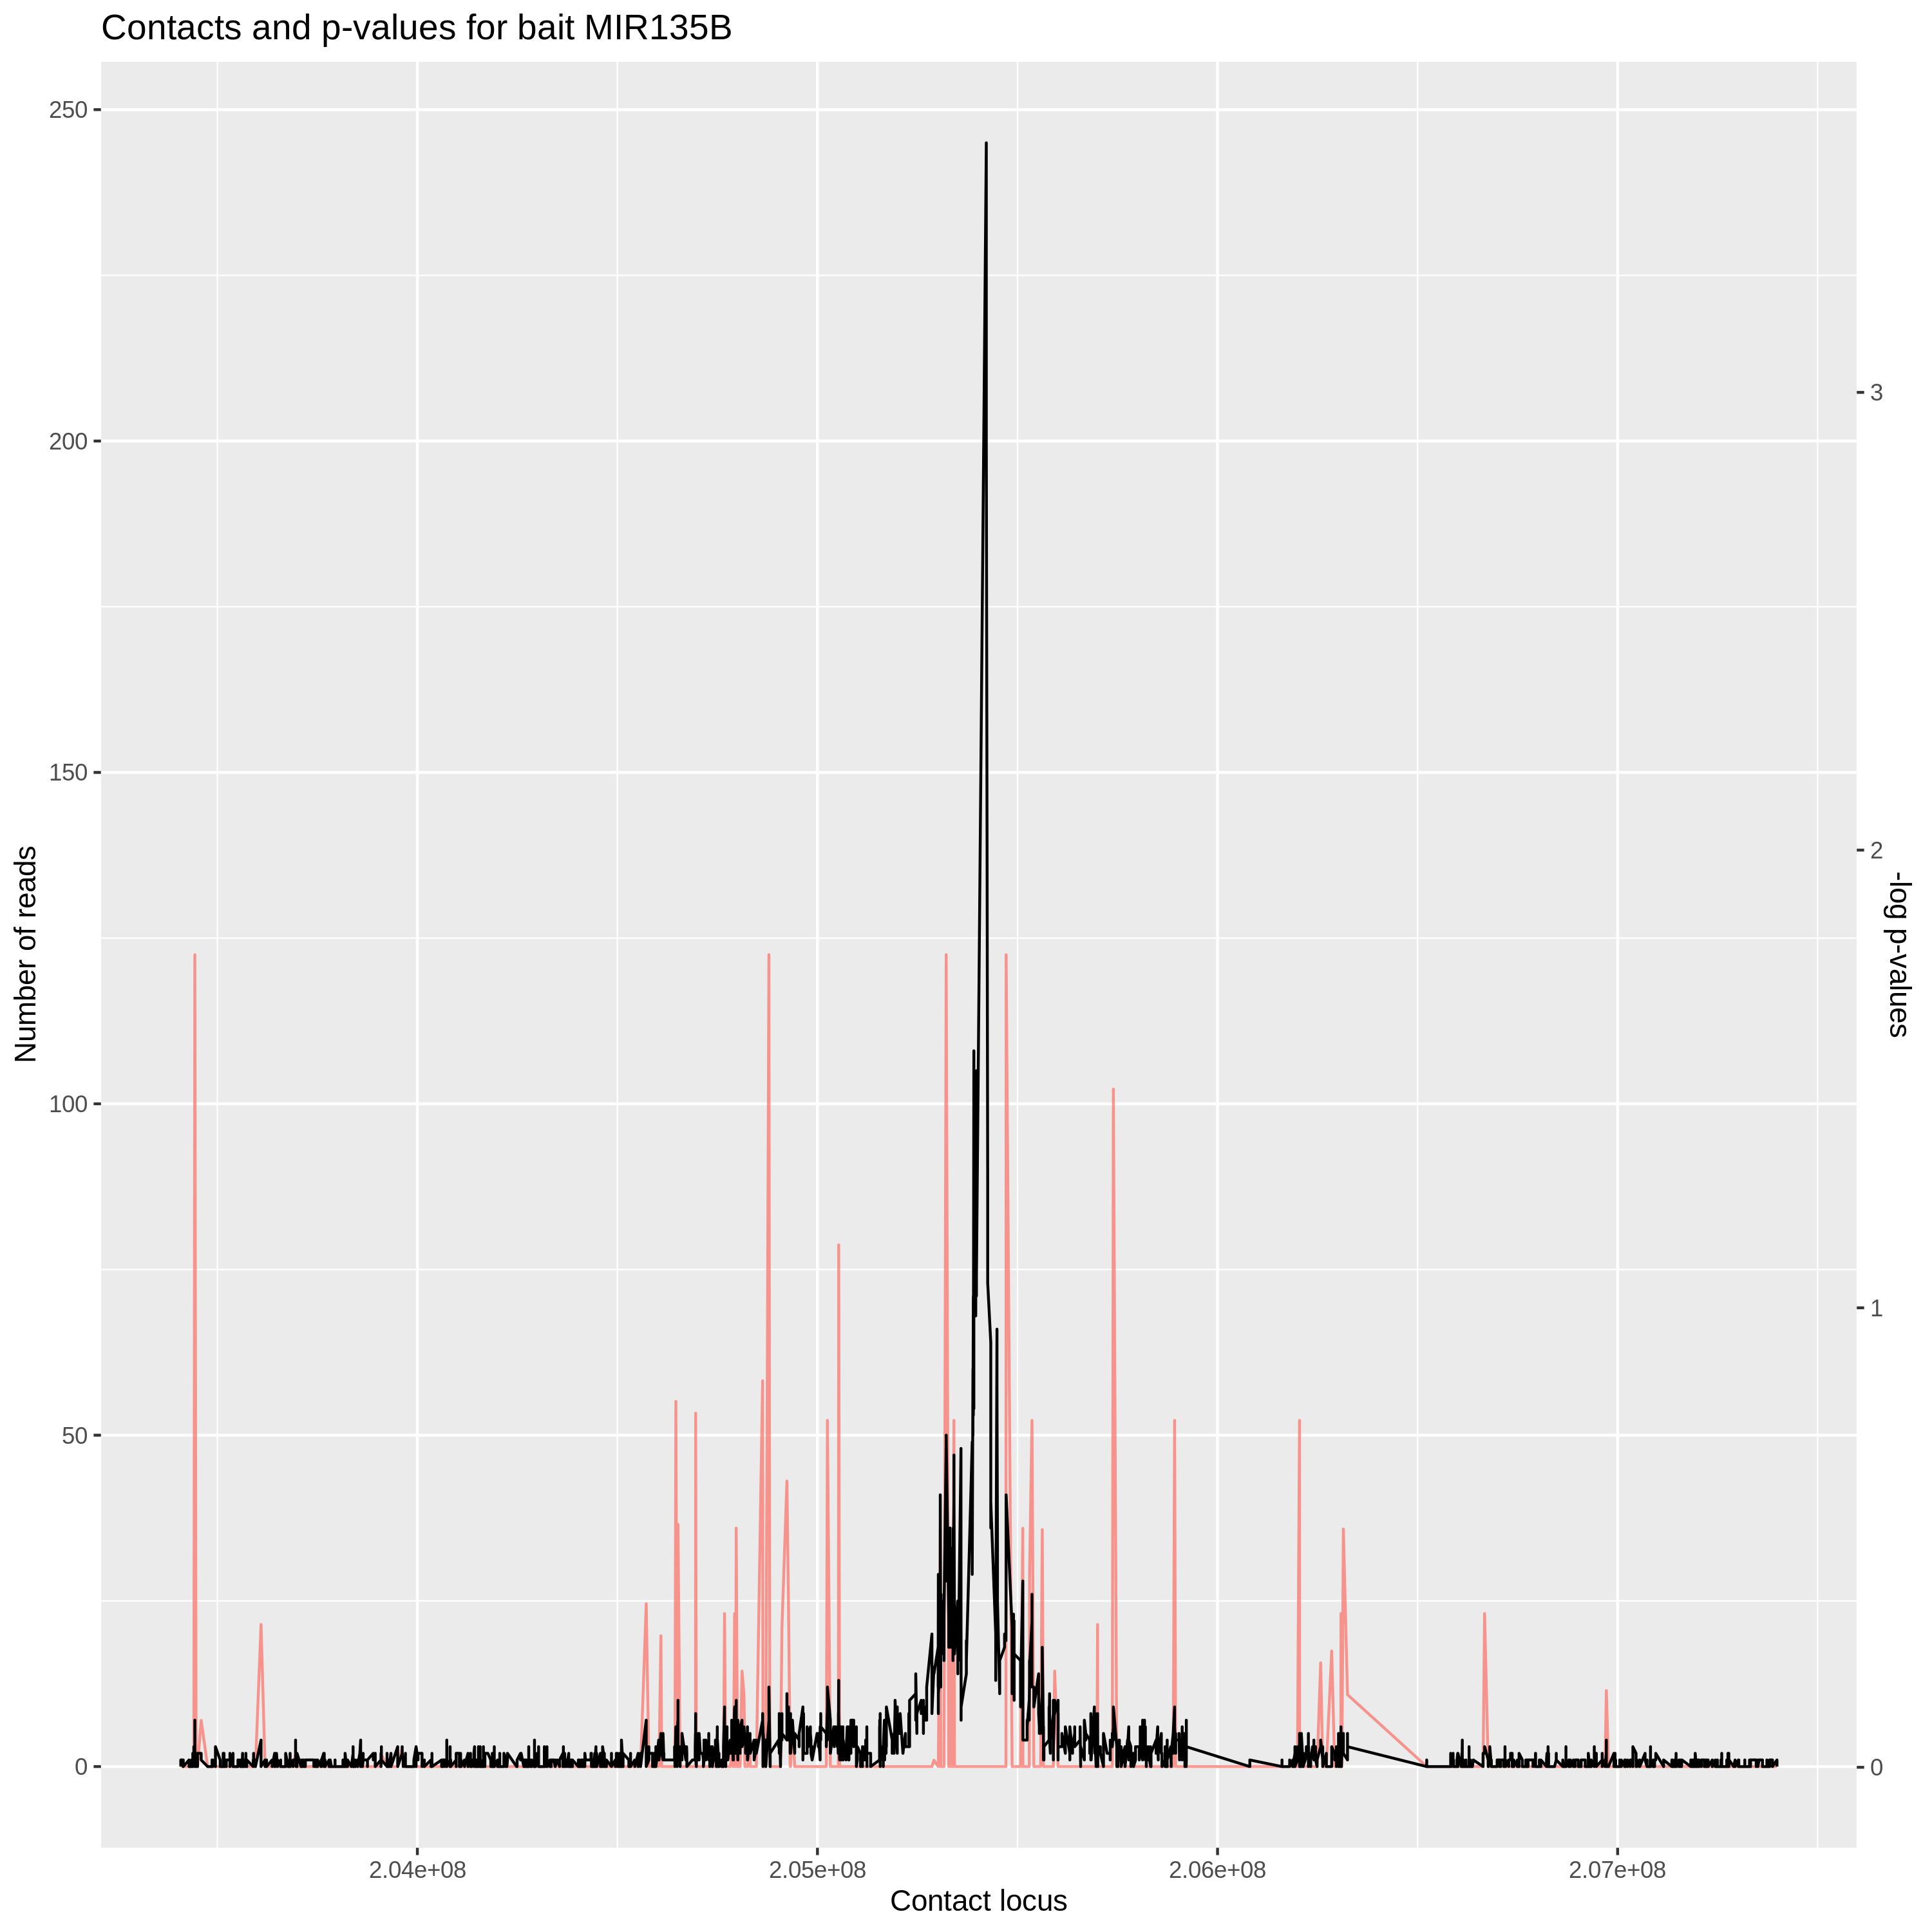 Contacts and p-values for bait MIR135B
250
200
150
100
50
0
Number of reads
3
2
1
0
-log p-values
2.04e+08 2.05e+08 2.06e+08 2.07e+08
Contact locus